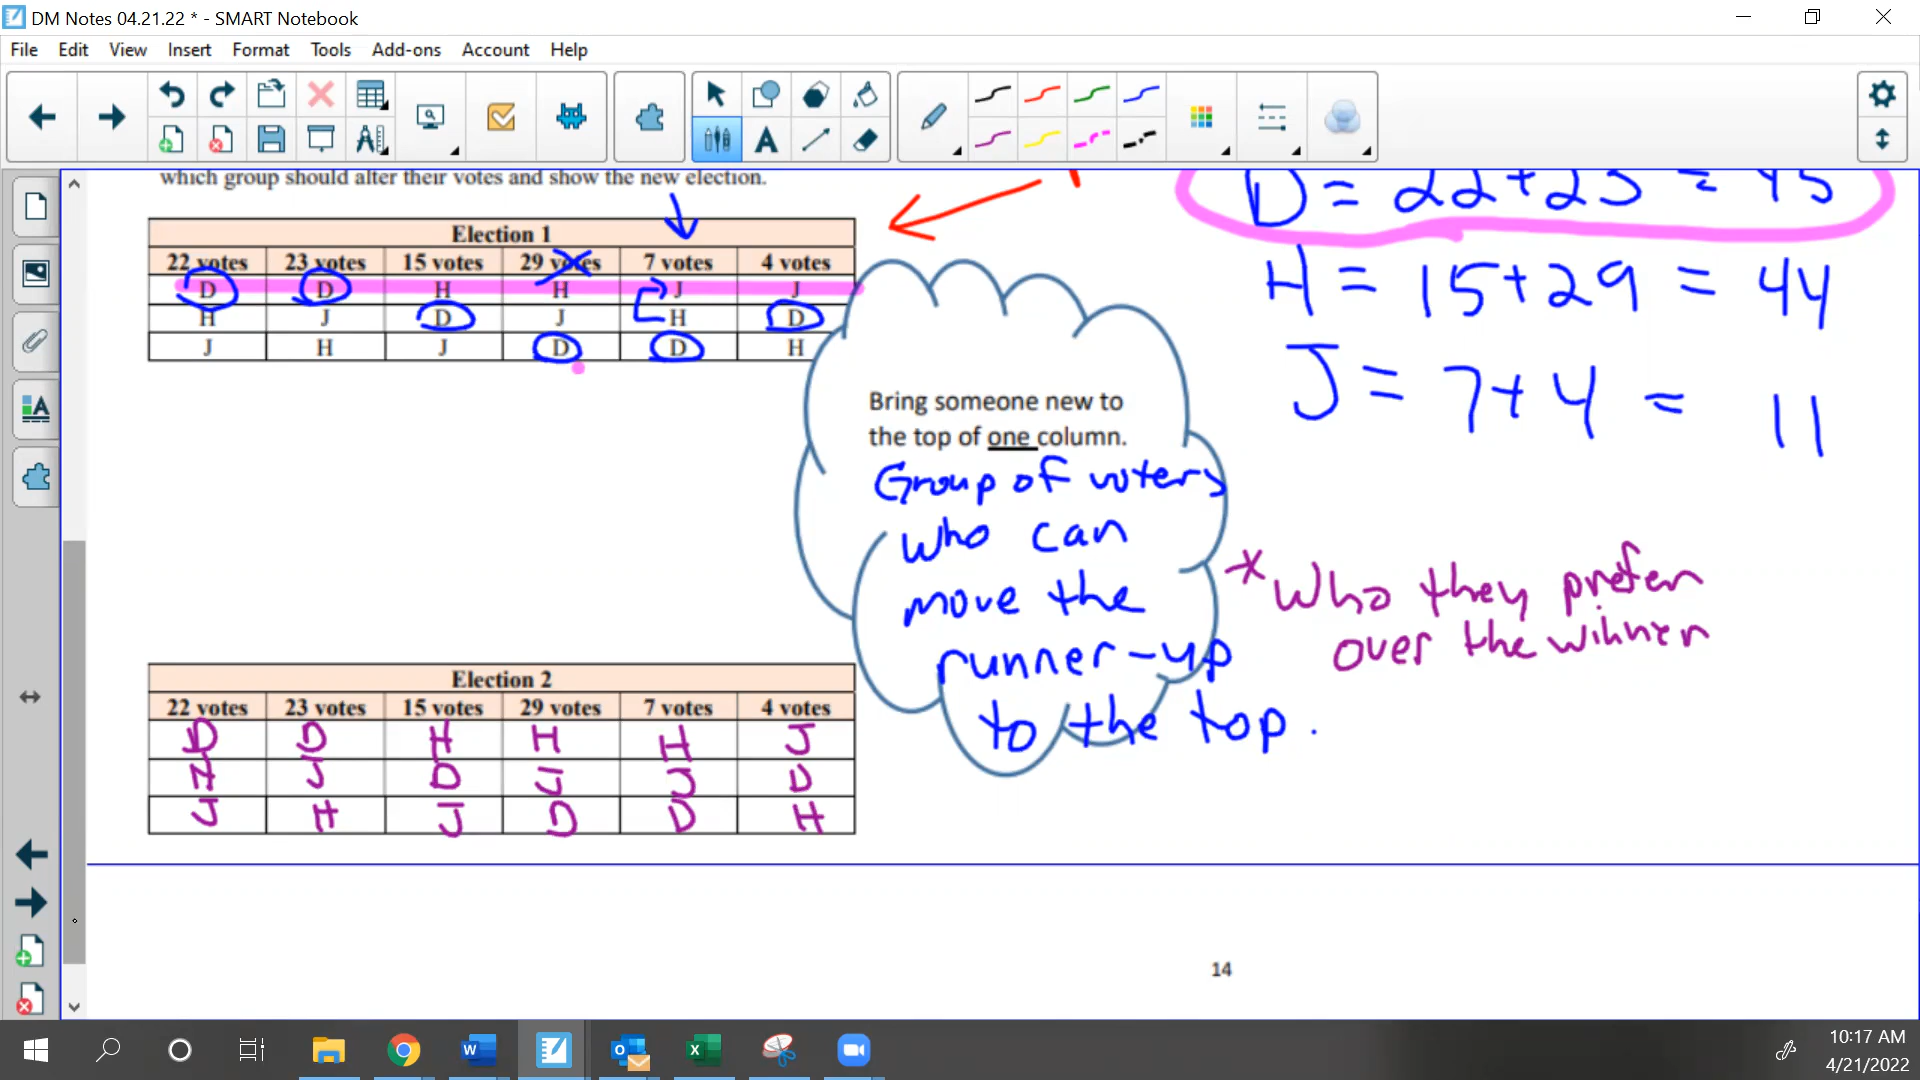 DM Notes 04.21.22 * - SMART Notebook
File Edit View Insert Format Tools Add-ons Account Help
which group should alter their votes and show the new election.
D = 22+23 = 45
Election 1
22 votes 23 votes 15 votes 29 votes 7 votes 4 votes
D D H H J J
H J D J H D
J H J D D H
H = 15+29 = 44
J = 7+4 = 11
Bring someone new to
the top of one column.
Group of voters
who can
move the
runner-up
to the top.
*Who they prefer
over the winner
Election 2
22 votes 23 votes 15 votes 29 votes 7 votes 4 votes
D D H H H J
H J D J J D
J H J D D H
14
10:17 AM
4/21/2022